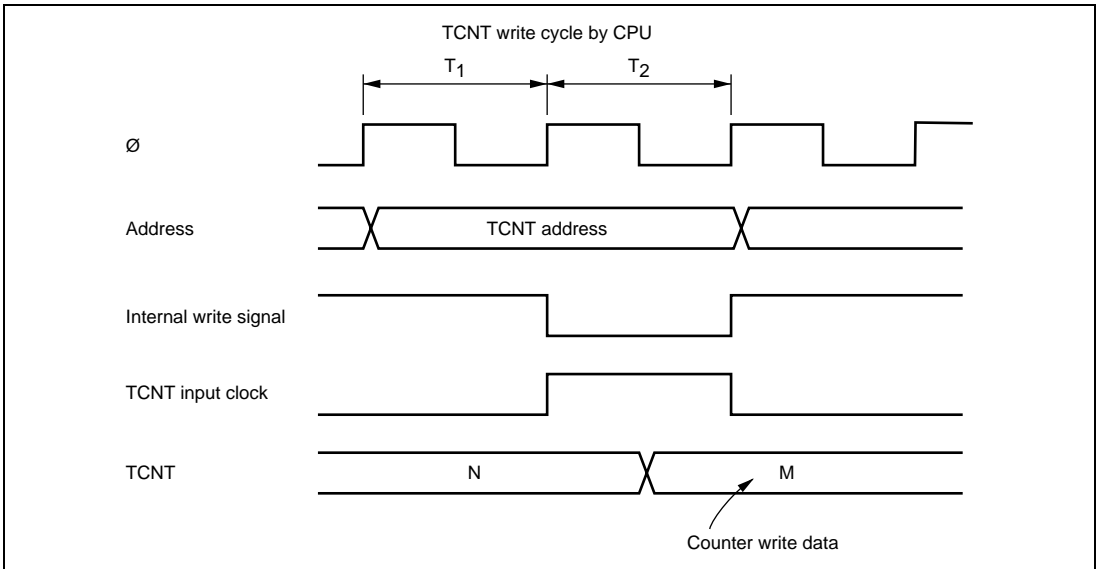 TCNT write cycle by CPU
T1 T2
Ø
Address TCNT address
Internal write signal
TCNT input clock
TCNT N M
Counter write data